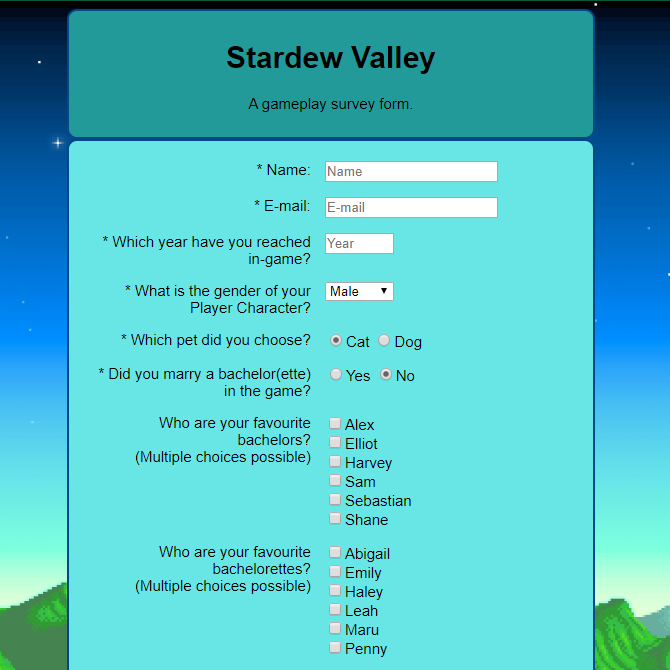 Stardew Valley
A gameplay survey form.
* Name:
Name
* E-mail:
E-mail
* Which year have you reached
in-game?
Year
* What is the gender of your
Player Character?
Male
* Which pet did you choose?
Cat
Dog
* Did you marry a bachelor(ette)
in the game?
Yes
No
Who are your favourite
bachelors?
(Multiple choices possible)
Alex
Elliot
Harvey
Sam
Sebastian
Shane
Who are your favourite
bachelorettes?
(Multiple choices possible)
Abigail
Emily
Haley
Leah
Maru
Penny